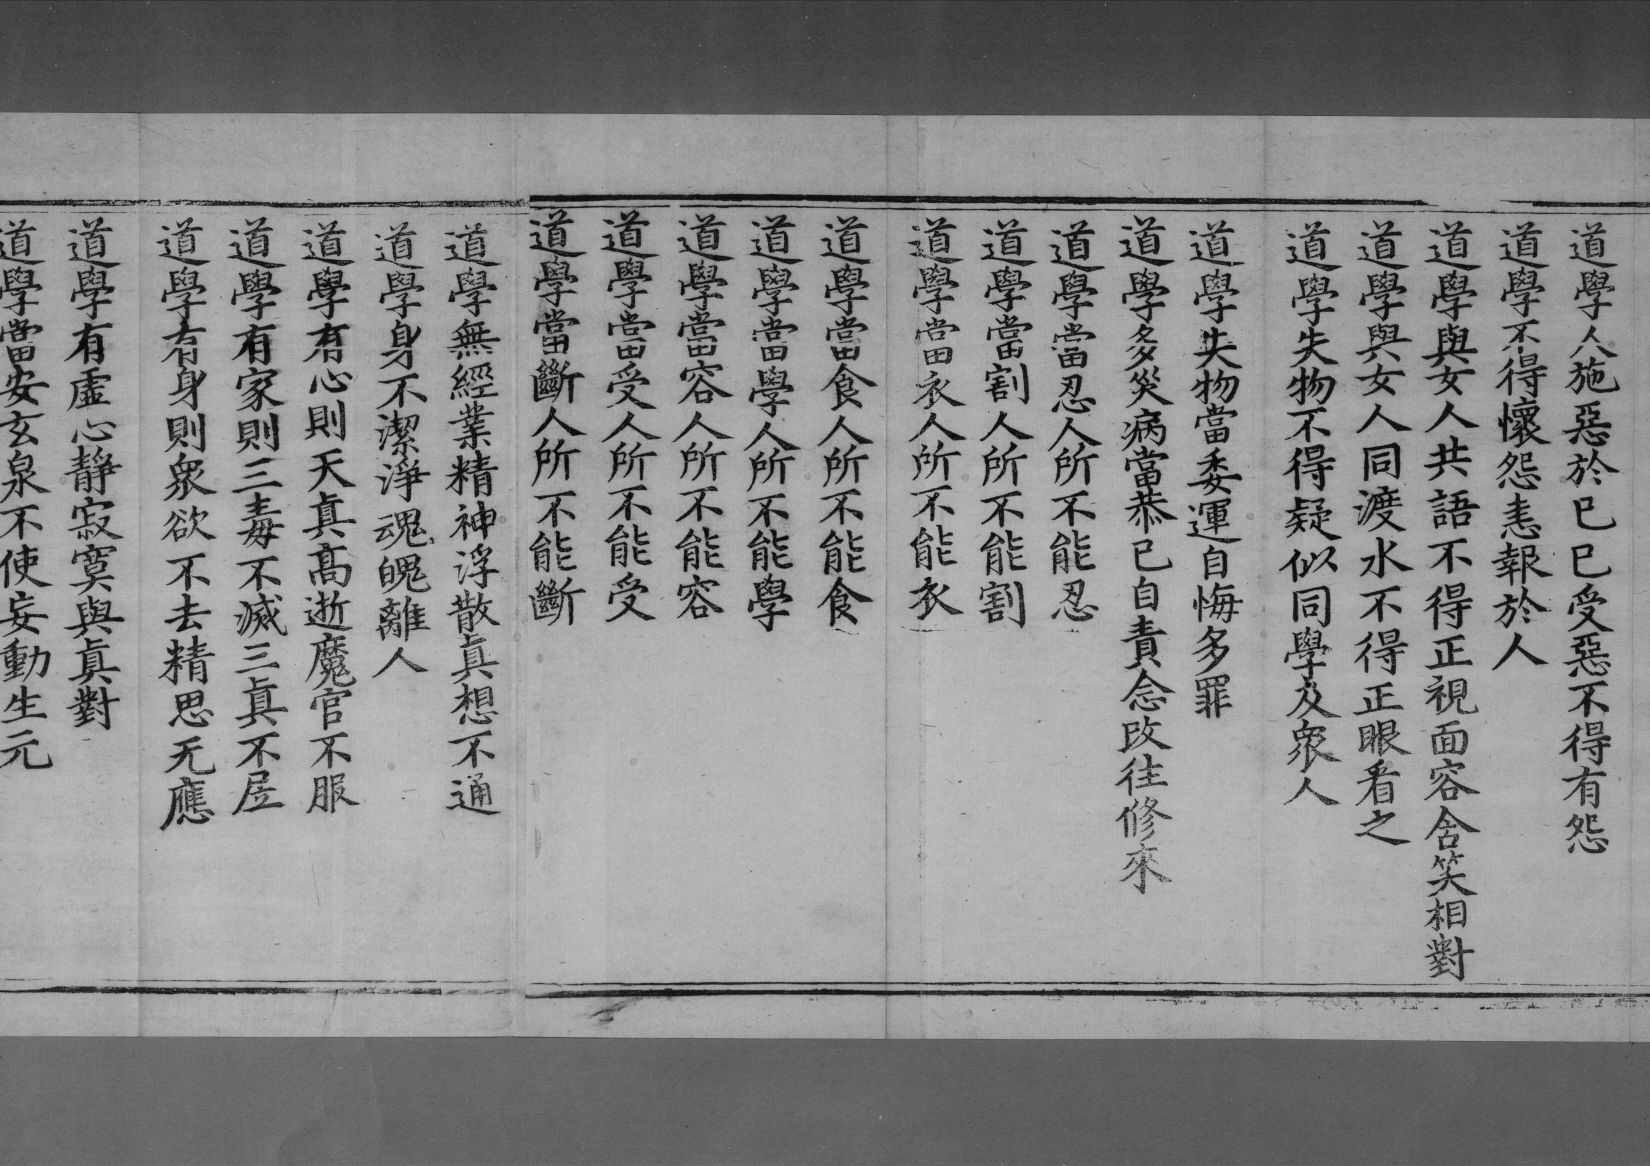 道學人施惡於己己受惡不得有怨
道學不得懷怨恚報於人
道學與女人共語不得正視面容含笑相對
道學與女人同渡水不得正眼看之
道學失物不得疑似同學及衆人
道學失物當委運自悔多罪
道學多災病當恭己自責念改往修來
道學當忍人所不能忍
道學當割人所不能割
道學當衣人所不能衣
道學當食人所不能食
道學當學人所不能學
道學當容人所不能容
道學當受人所不能受
道學當斷人所不能斷
道學無經業精神浮散真想不通
道學身不潔淨魂魄離人
道學有心則天真高逝魔官不服
道學有家則三毒不滅三真不居
道學有身則衆欲不去精思无應
道學有虛心靜寂寞與真對
道學當安玄泉不使妄動生元